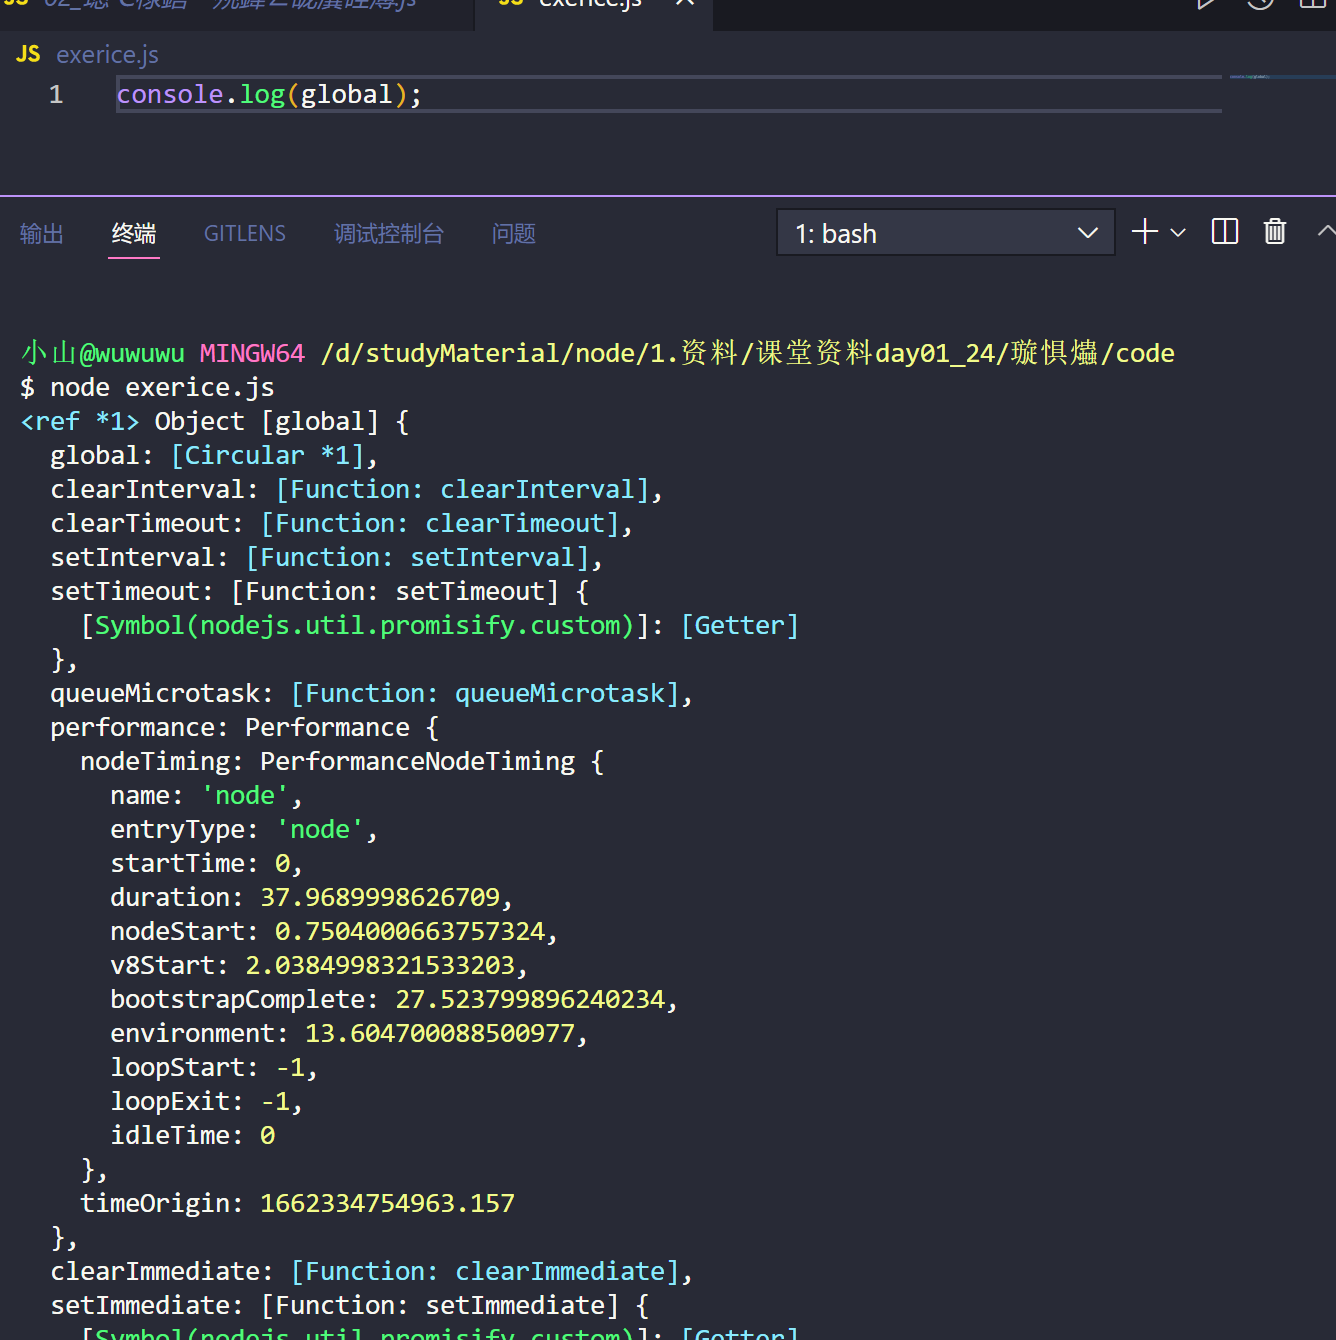 JS exerice.js
JS exerice.js
1 console.log(global);
输出 终端 GITLENS 调试控制台 问题 1: bash
小山@wuwuwu MINGW64 /d/studyMaterial/node/1.资料/课堂资料day01_24/璇惧爞/code
$ node exerice.js
<ref *1> Object [global] {
  global: [Circular *1],
  clearInterval: [Function: clearInterval],
  clearTimeout: [Function: clearTimeout],
  setInterval: [Function: setInterval],
  setTimeout: [Function: setTimeout] {
    [Symbol(nodejs.util.promisify.custom)]: [Getter]
  },
  queueMicrotask: [Function: queueMicrotask],
  performance: Performance {
    nodeTiming: PerformanceNodeTiming {
      name: 'node',
      entryType: 'node',
      startTime: 0,
      duration: 37.9689998626709,
      nodeStart: 0.7504000663757324,
      v8Start: 2.0384998321533203,
      bootstrapComplete: 27.523799896240234,
      environment: 13.604700088500977,
      loopStart: -1,
      loopExit: -1,
      idleTime: 0
    },
    timeOrigin: 1662334754963.157
  },
  clearImmediate: [Function: clearImmediate],
  setImmediate: [Function: setImmediate] {
    [Symbol(nodejs.util.promisify.custom)]: [Getter]